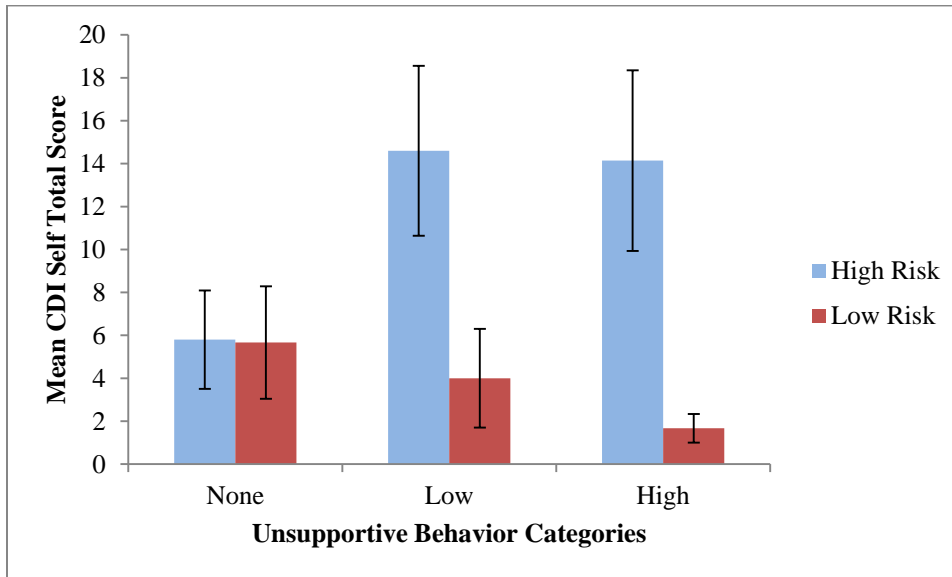 20
18
16
14
12
10
8
6
4
2
0
Mean CDI Self Total Score
None Low High
Unsupportive Behavior Categories
High Risk
Low Risk